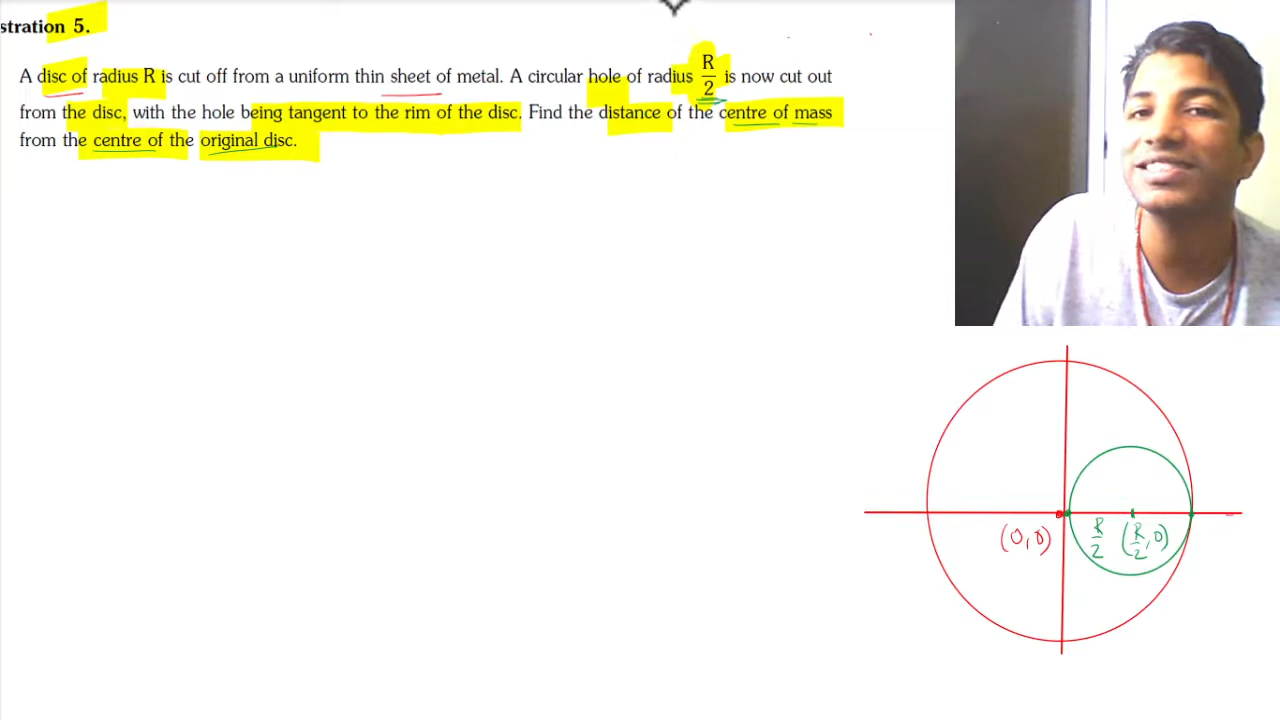 stration 5.
A disc of radius R is cut off from a uniform thin sheet of metal. A circular hole of radius R/2 is now cut out
from the disc, with the hole being tangent to the rim of the disc. Find the distance of the centre of mass
from the centre of the original disc.
(0,0) R/2 (R/2,0)